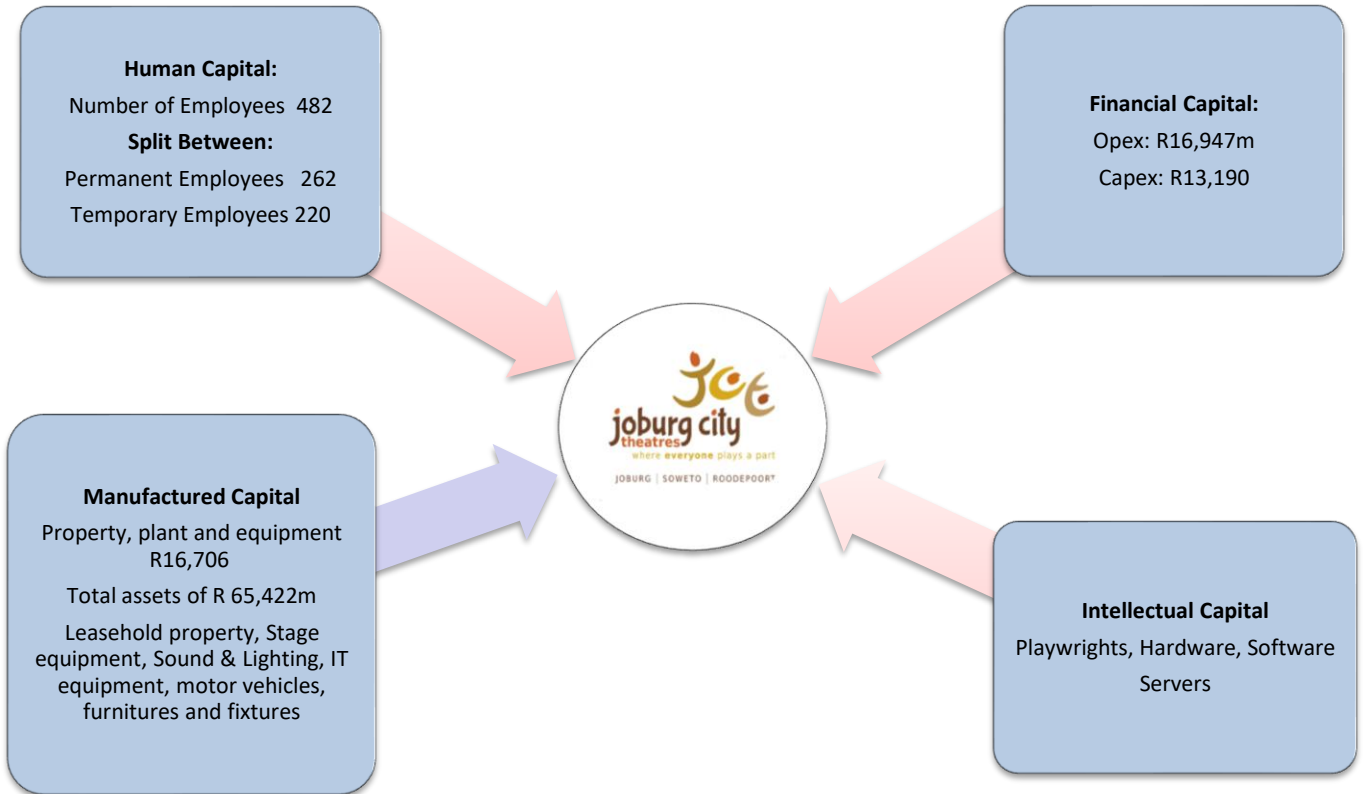 Human Capital:
Number of Employees 482
Split Between:
Permanent Employees 262
Temporary Employees 220
Financial Capital:
Opex: R16,947m
Capex: R13,190
jct
joburg city
theatres
where everyone plays a part
JOBURG | SOWETO | ROODEPOORT
Manufactured Capital
Property, plant and equipment
R16,706
Total assets of R 65,422m
Leasehold property, Stage
equipment, Sound & Lighting, IT
equipment, motor vehicles,
furnitures and fixtures
Intellectual Capital
Playwrights, Hardware, Software
Servers